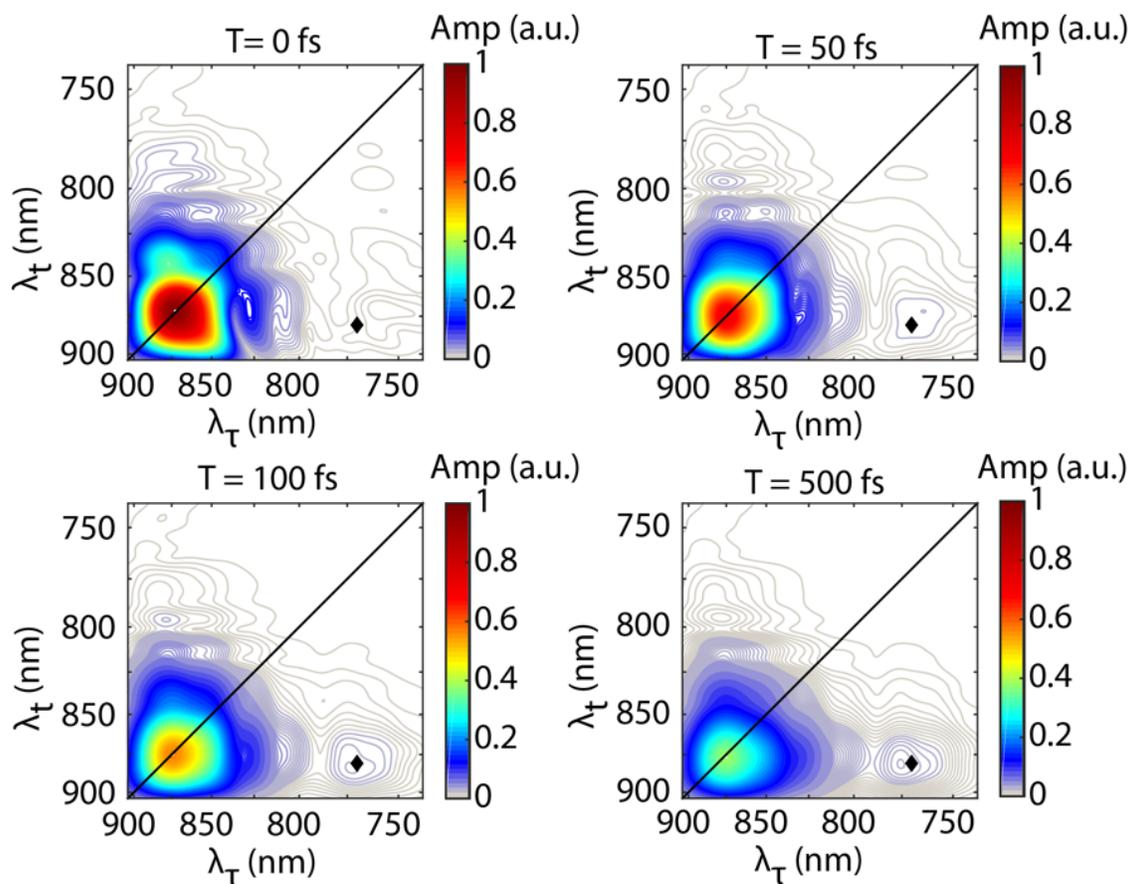 T= 0 fs
Amp (a.u.)
1
0.8
0.6
0.4
0.2
0
750
800
850
900
λt (nm)
900 850 800 750
λτ (nm)
T = 50 fs
Amp (a.u.)
1
0.8
0.6
0.4
0.2
0
750
800
850
900
λt (nm)
900 850 800 750
λτ (nm)
T = 100 fs
Amp (a.u.)
1
0.8
0.6
0.4
0.2
0
750
800
850
900
λt (nm)
900 850 800 750
λτ (nm)
T = 500 fs
Amp (a.u.)
1
0.8
0.6
0.4
0.2
0
750
800
850
900
λt (nm)
900 850 800 750
λτ (nm)